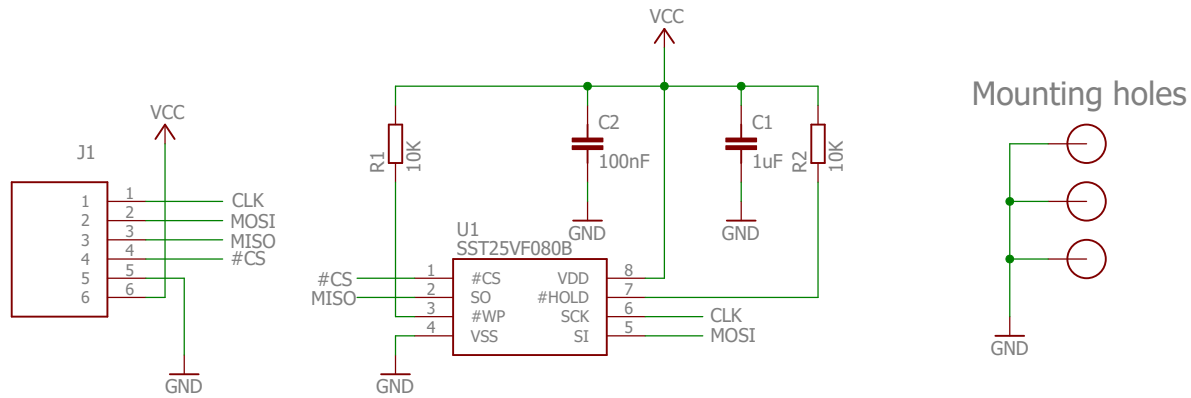 VCC
J1
1 1 CLK
2 2 MOSI
3 3 MISO
4 4 #CS
5 5
6 6
GND
VCC
R1
10K
C2
100nF
GND
C1
1uF
GND
R2
10K
U1
SST25VF080B
#CS 1 #CS VDD 8
MISO 2 SO #HOLD 7
3 #WP SCK 6 CLK
4 VSS SI 5 MOSI
GND
Mounting holes
GND